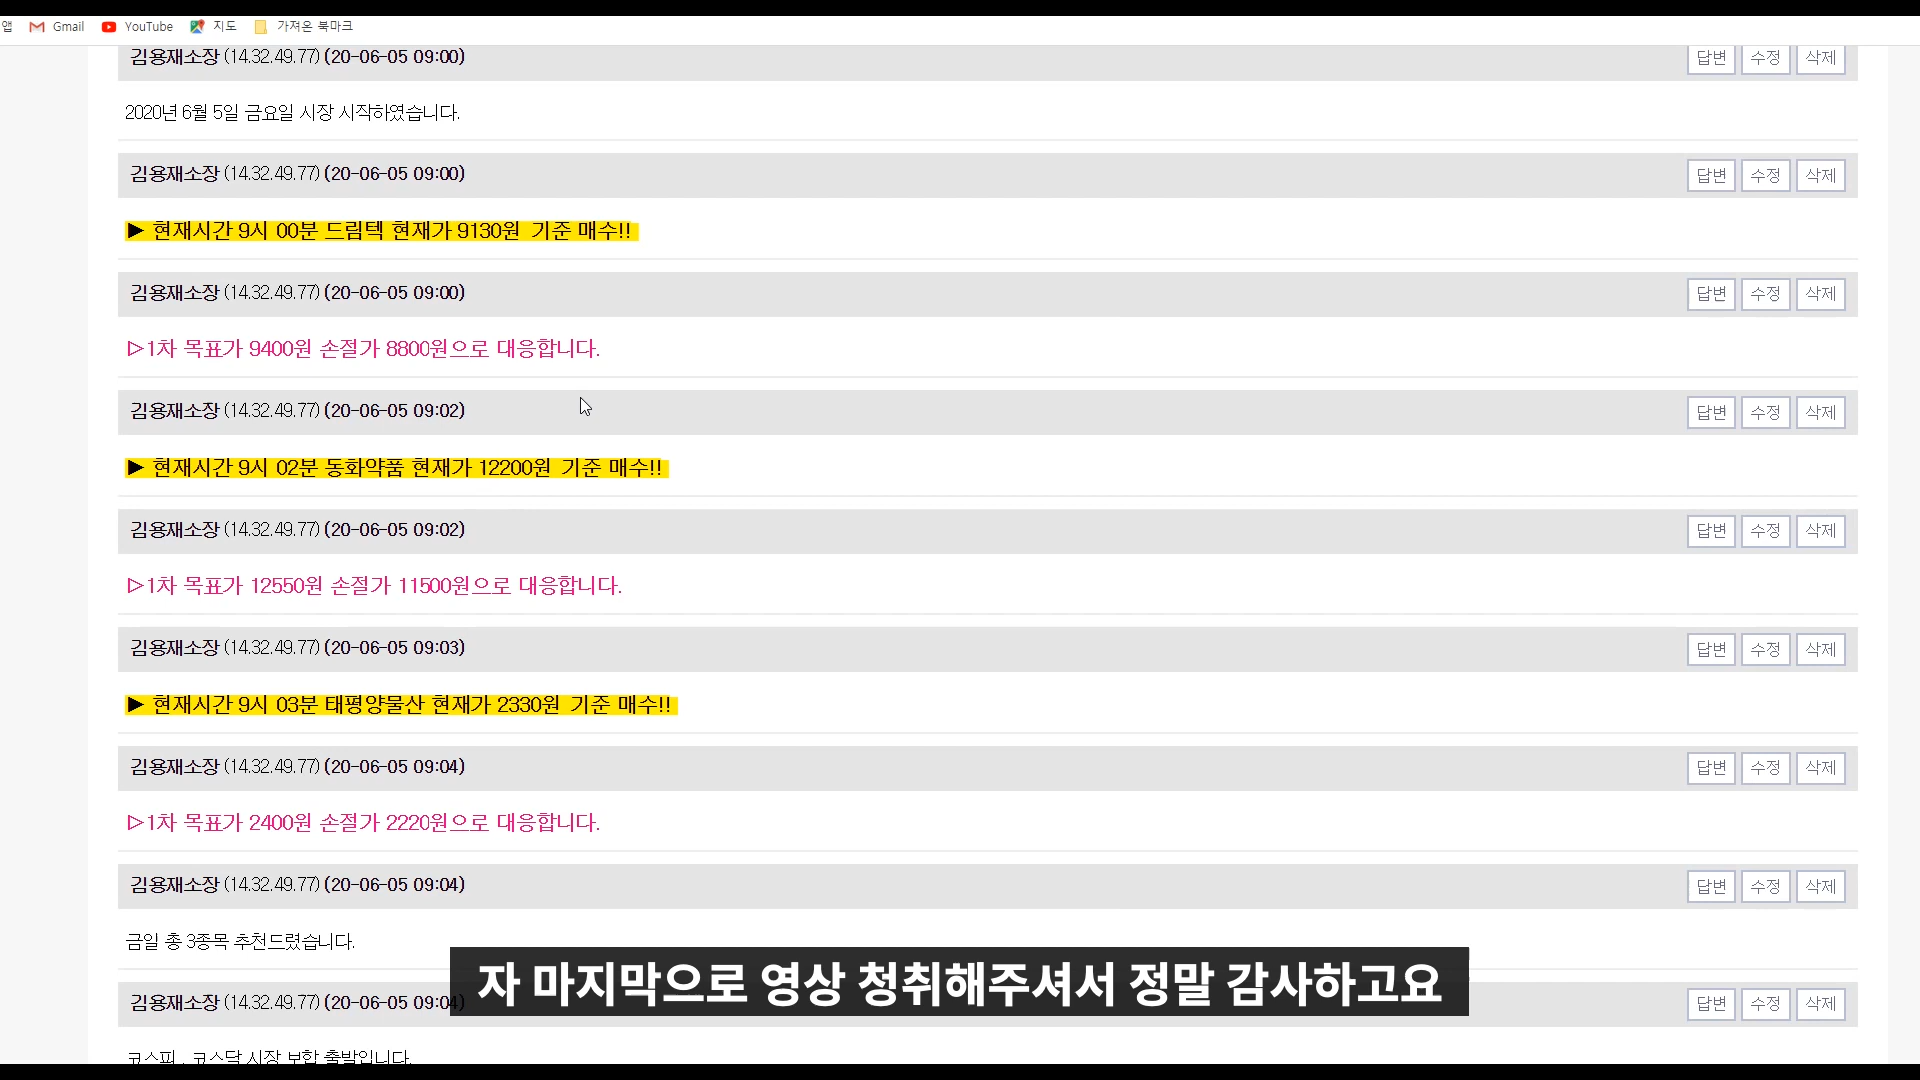 앱 Gmail YouTube 지도 가져온 북마크
김용재소장 (14.32.49.77) (20-06-05 09:00) 답변 수정 삭제
2020년 6월 5일 금요일 시장 시작하였습니다.
김용재소장 (14.32.49.77) (20-06-05 09:00) 답변 수정 삭제
▶ 현재시간 9시 00분 드림텍 현재가 9130원 기준 매수!!
김용재소장 (14.32.49.77) (20-06-05 09:00) 답변 수정 삭제
▷1차 목표가 9400원 손절가 8800원으로 대응합니다.
김용재소장 (14.32.49.77) (20-06-05 09:02) 답변 수정 삭제
▶ 현재시간 9시 02분 동화약품 현재가 12200원 기준 매수!!
김용재소장 (14.32.49.77) (20-06-05 09:02) 답변 수정 삭제
▷1차 목표가 12550원 손절가 11500원으로 대응합니다.
김용재소장 (14.32.49.77) (20-06-05 09:03) 답변 수정 삭제
▶ 현재시간 9시 03분 태평양물산 현재가 2330원 기준 매수!!
김용재소장 (14.32.49.77) (20-06-05 09:04) 답변 수정 삭제
▷1차 목표가 2400원 손절가 2220원으로 대응합니다.
김용재소장 (14.32.49.77) (20-06-05 09:04) 답변 수정 삭제
금일 총 3종목 추천드렸습니다.
자 마지막으로 영상 청취해주셔서 정말 감사하고요
김용재소장 (14.32.49.77) (20-06-05 09:04) 답변 수정 삭제
코스피 , 코스닥 시장 보합 출발입니다.